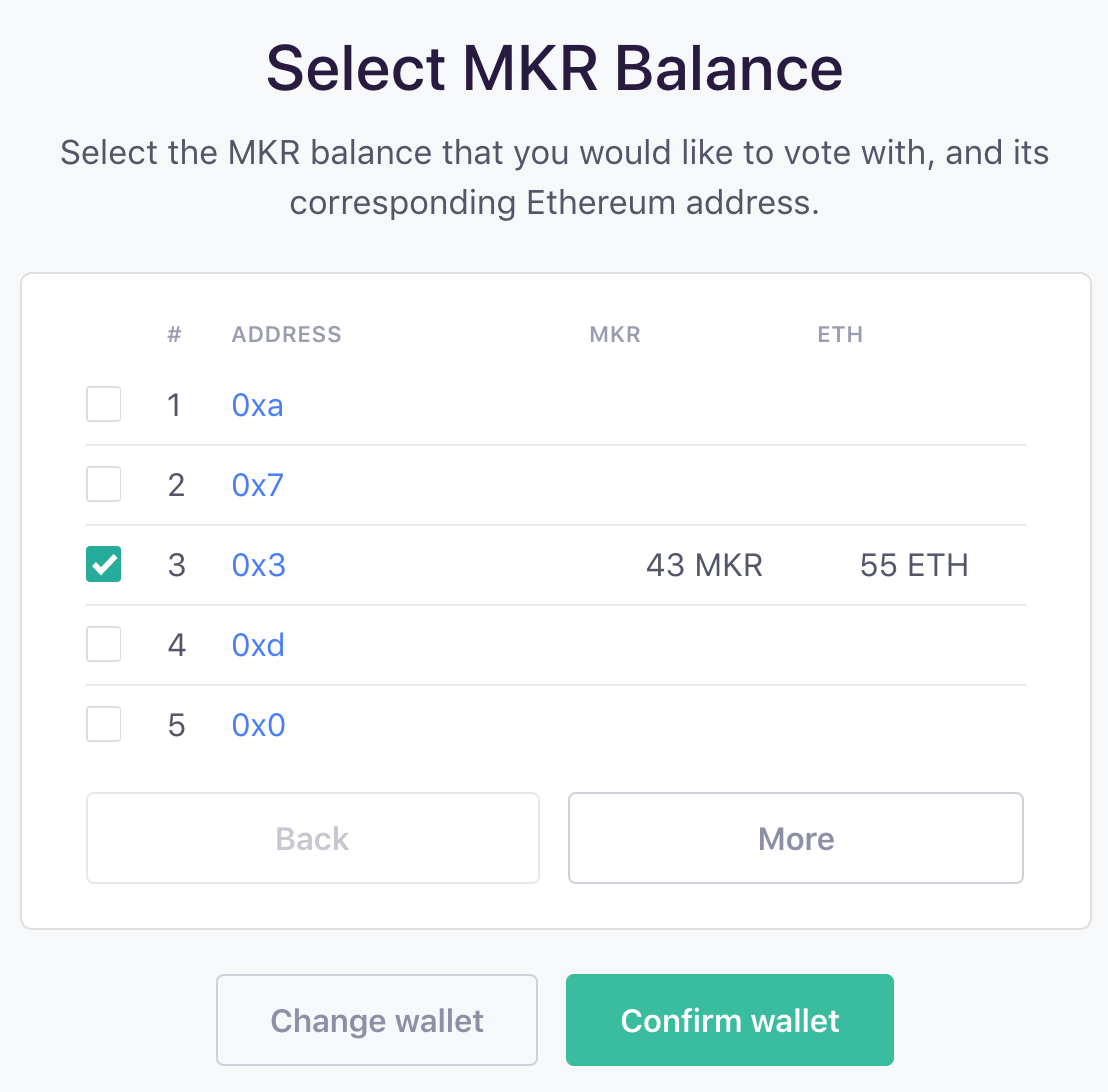 Select MKR Balance
Select the MKR balance that you would like to vote with, and its
corresponding Ethereum address.
# ADDRESS MKR ETH
1 0xa
2 0x7
3 0x3 43 MKR 55 ETH
4 0xd
5 0x0
Back More
Change wallet Confirm wallet